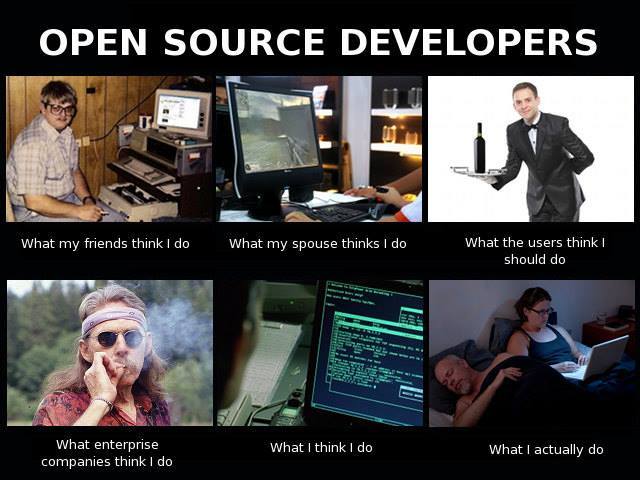 OPEN SOURCE DEVELOPERS
What my friends think I do
What my spouse thinks I do
What the users think I
should do
What enterprise
companies think I do
What I think I do
What I actually do